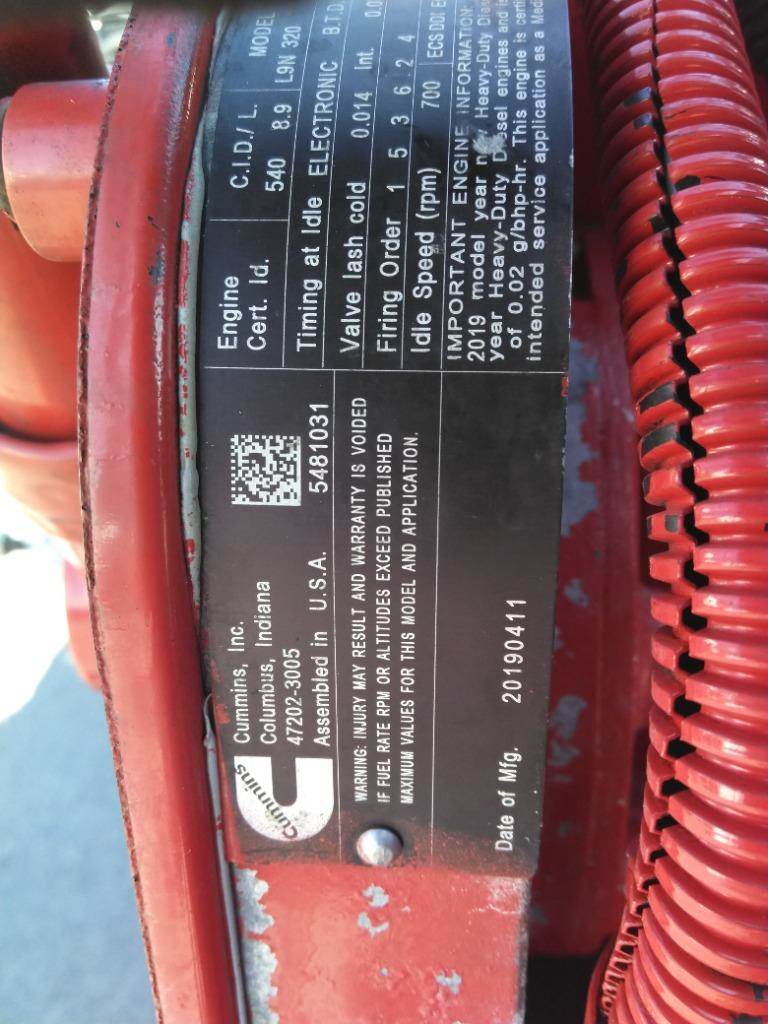 Cummins
Cummins, Inc.
Columbus, Indiana
47202-3005
Assembled in U.S.A. 5481031
WARNING: INJURY MAY RESULT AND WARRANTY IS VOIDED
IF FUEL RATE RPM OR ALTITUDES EXCEED PUBLISHED
MAXIMUM VALUES FOR THIS MODEL AND APPLICATION.
Date of Mfg. 20190411
Engine C.I.D./ L. MODEL
Cert. Id. 540 8.9 L9N 320
Timing at Idle ELECTRONIC B.T.D
Valve lash cold 0.014 Int. 0.0
Firing Order 1 5 3 6 2 4
Idle Speed (rpm) 700 ECS DDI E
IMPORTANT ENGINE INFORMATION:
2019 model year Heavy-Duty
year Heavy-Duty Diesel engines and
of 0.02 g/bhp-hr. This engine is
intended service application as a